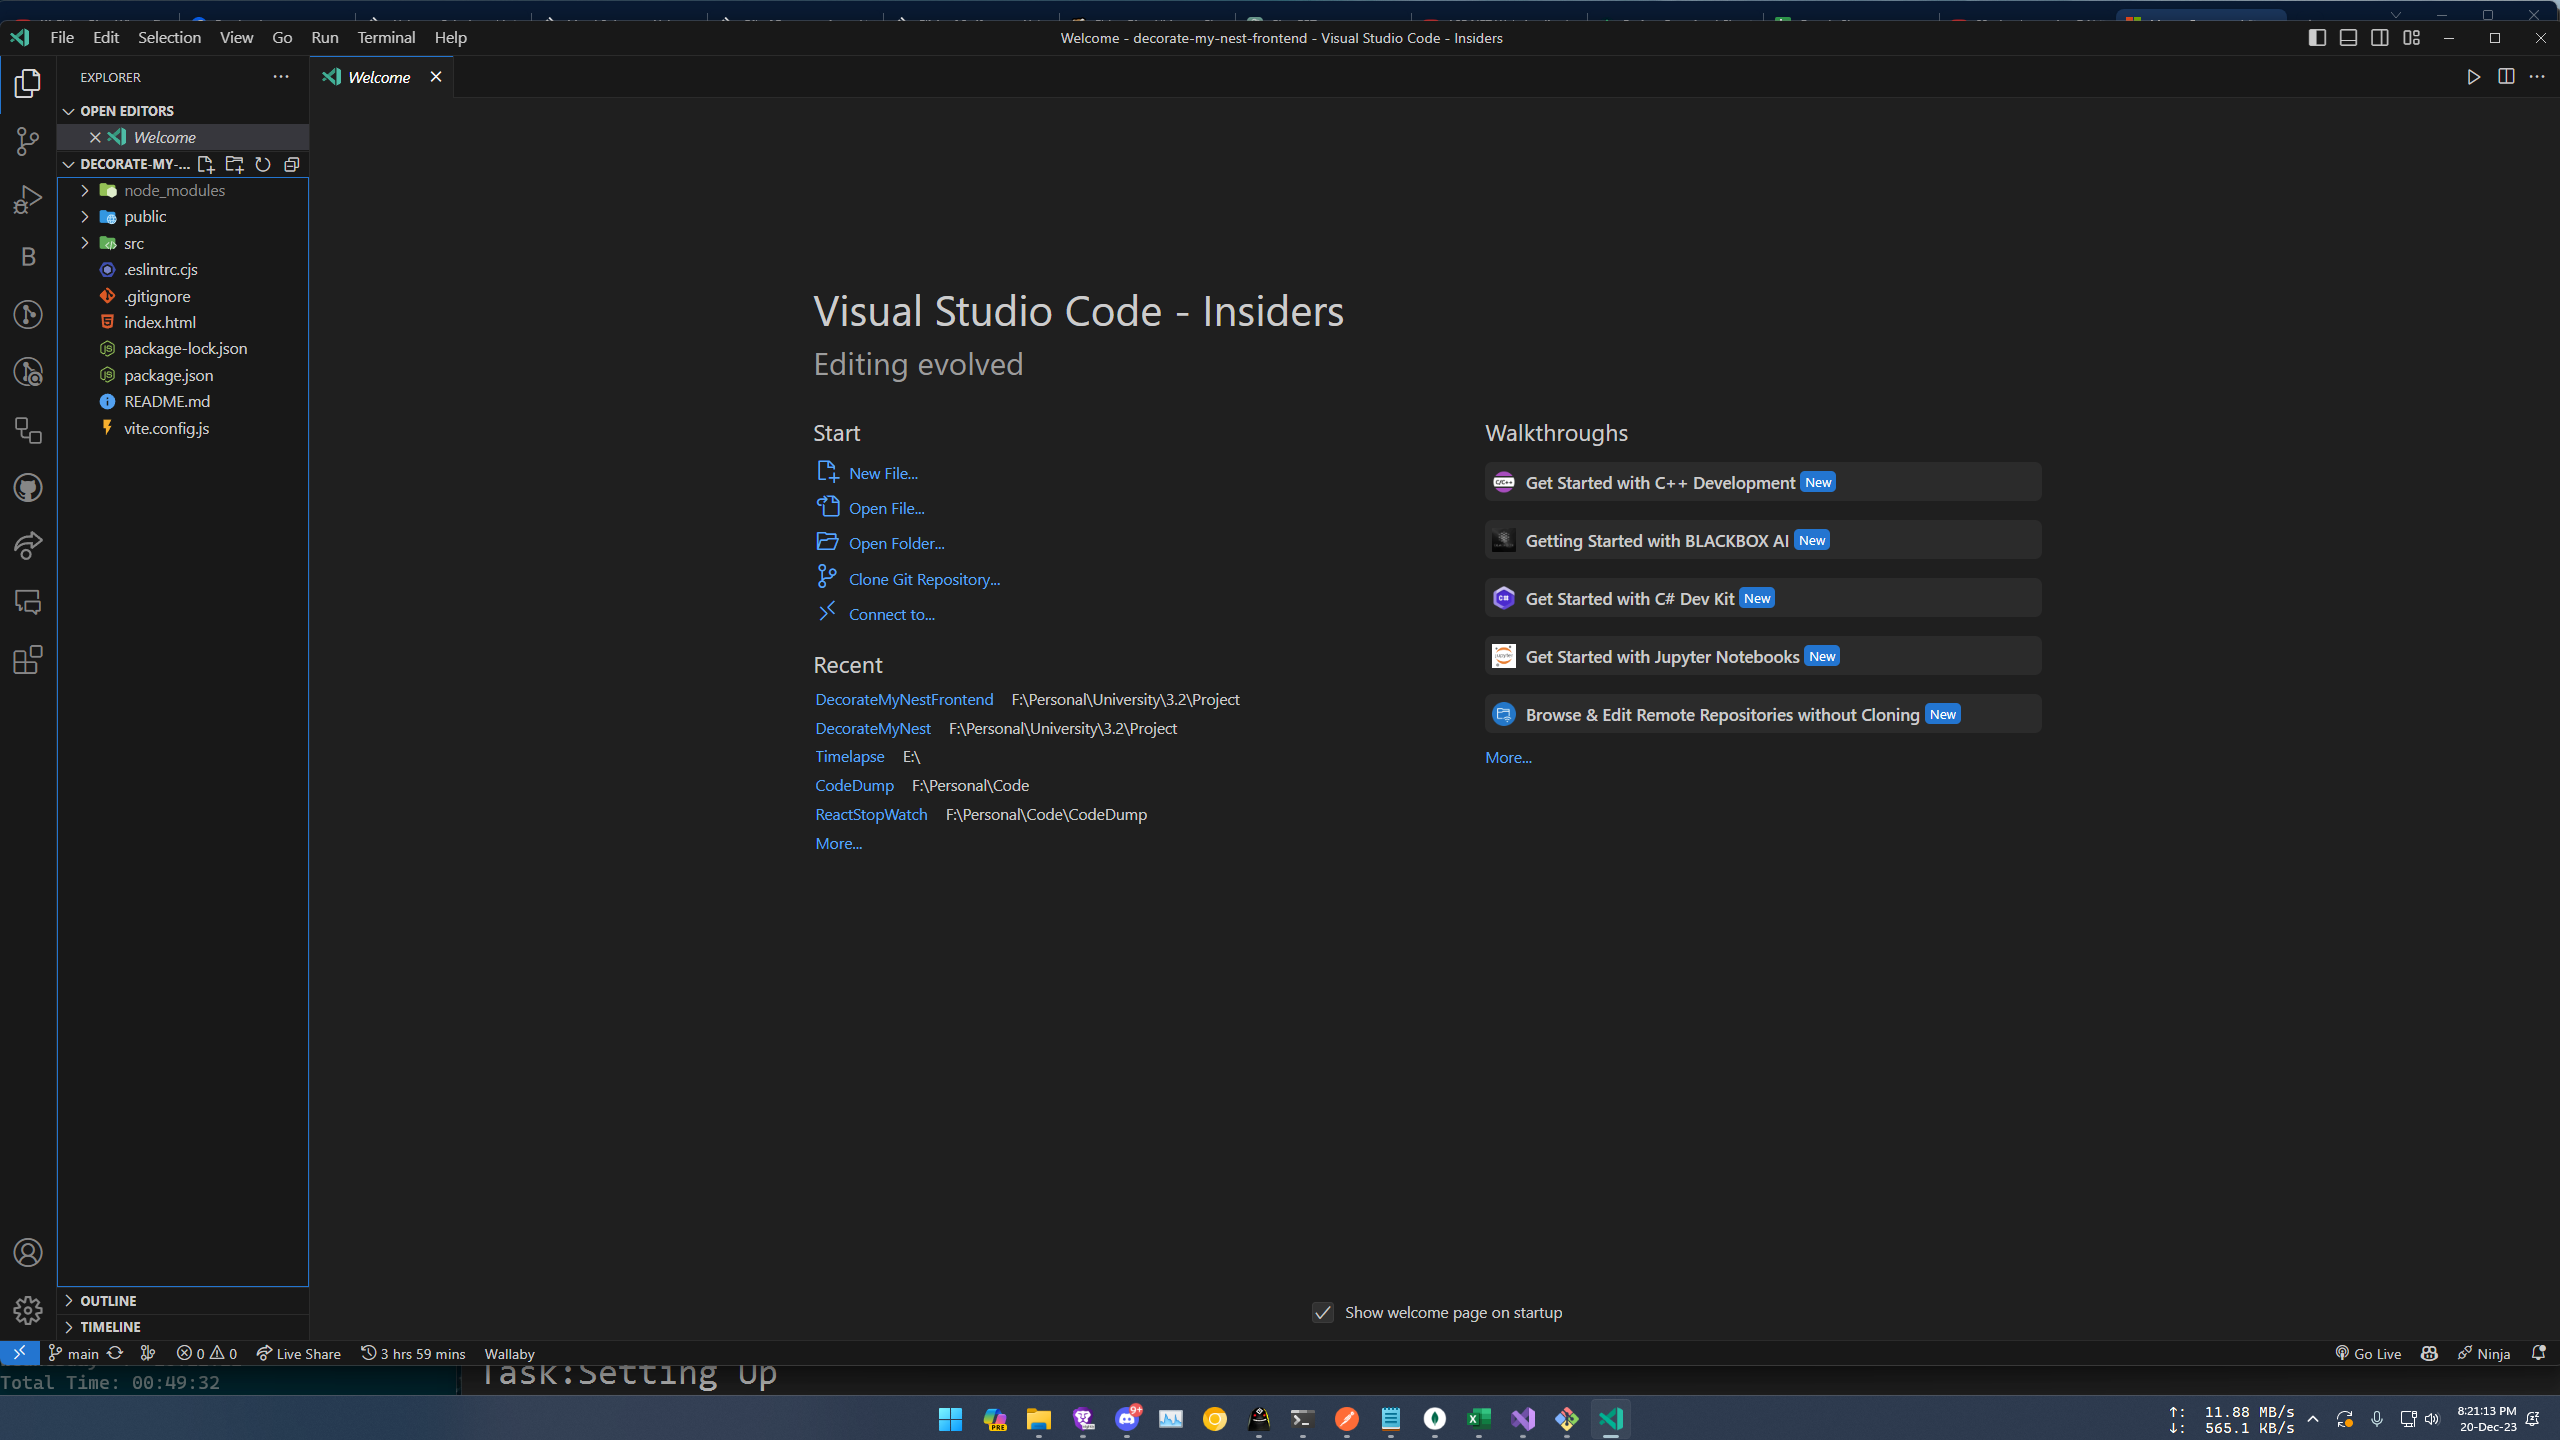 File Edit Selection View Go Run Terminal Help
Welcome - decorate-my-nest-frontend - Visual Studio Code - Insiders
EXPLORER
Welcome
OPEN EDITORS
Welcome
DECORATE-MY-...
node_modules
public
src
.eslintrc.cjs
.gitignore
index.html
package-lock.json
package.json
README.md
vite.config.js
B
Visual Studio Code - Insiders
Editing evolved
Start
New File...
Open File...
Open Folder...
Clone Git Repository...
Connect to...
Recent
DecorateMyNestFrontend F:\Personal\University\3.2\Project
DecorateMyNest F:\Personal\University\3.2\Project
Timelapse E:\
CodeDump F:\Personal\Code
ReactStopWatch F:\Personal\Code\CodeDump
More...
Walkthroughs
Get Started with C++ Development New
Getting Started with BLACKBOX AI New
Get Started with C# Dev Kit New
Get Started with Jupyter Notebooks New
Browse & Edit Remote Repositories without Cloning New
More...
Show welcome page on startup
OUTLINE
TIMELINE
main 0 0 Live Share 3 hrs 59 mins Wallaby
Go Live Ninja
Task:Setting Up
Total Time: 00:49:32
PRE
9+
↑: 11.88 MB/s
↓: 565.1 KB/s
8:21:13 PM
20-Dec-23